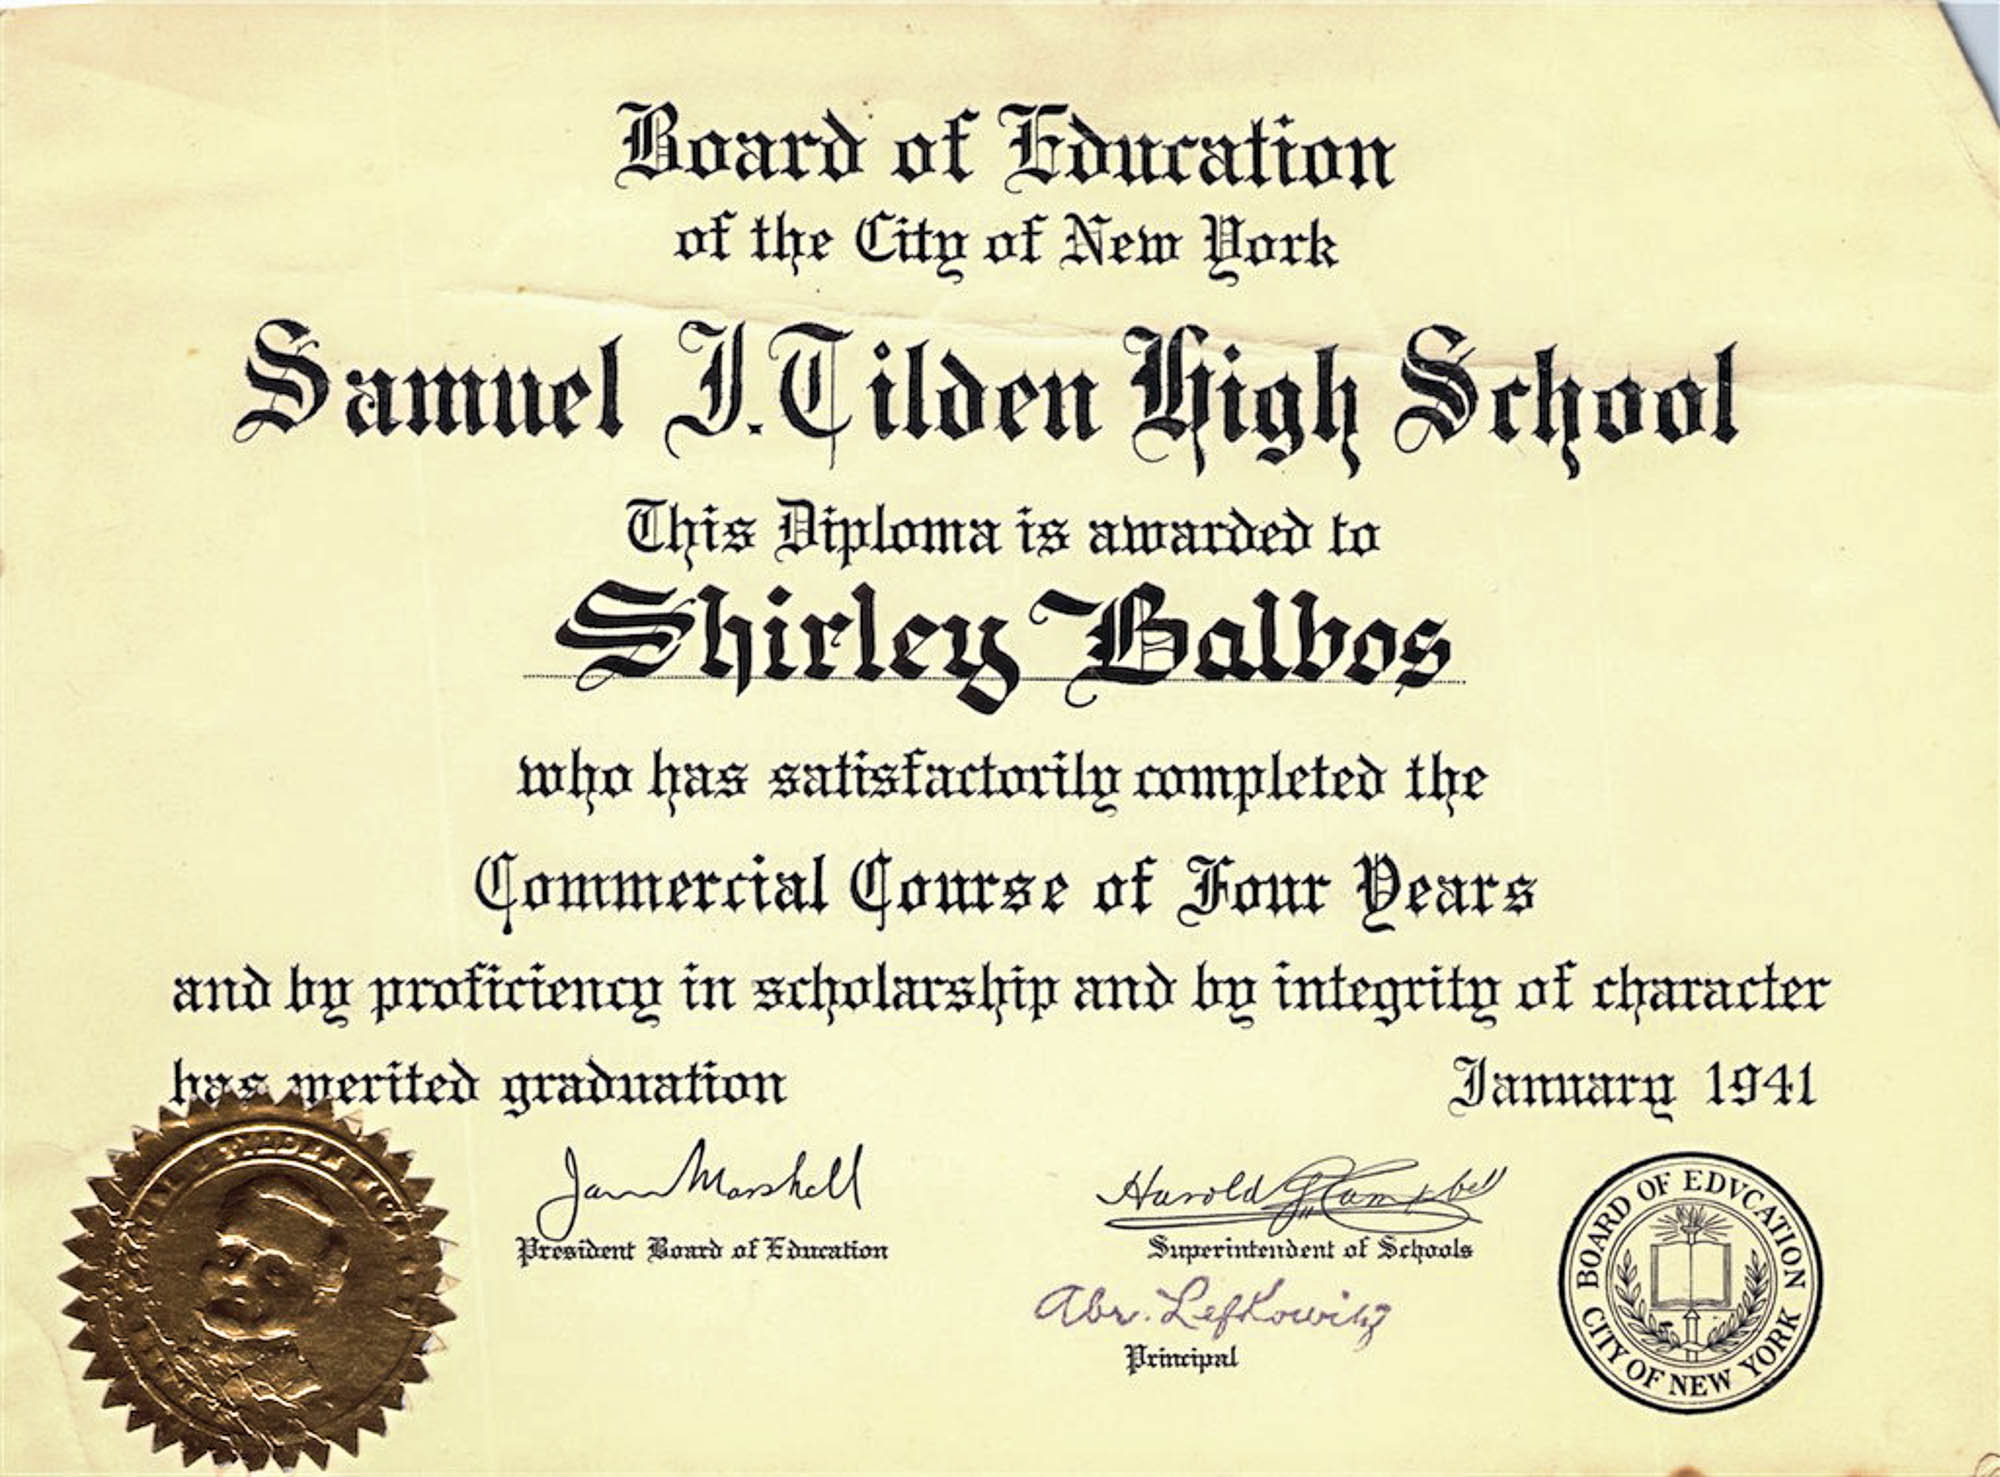 Board of Education
of the City of New York
Samuel J. Tilden High School
This Diploma is awarded to
Shirley Balbos
who has satisfactorily completed the
Commercial Course of Four Years
and by proficiency in scholarship and by integrity of character
has merited graduation January 1941
Marshall
President Board of Education
Harold G. Campbell
Superintendent of Schools
Abr. Lefkowitz
Principal
BOARD OF EDVCATION
CITY OF NEW YORK
TILDEN